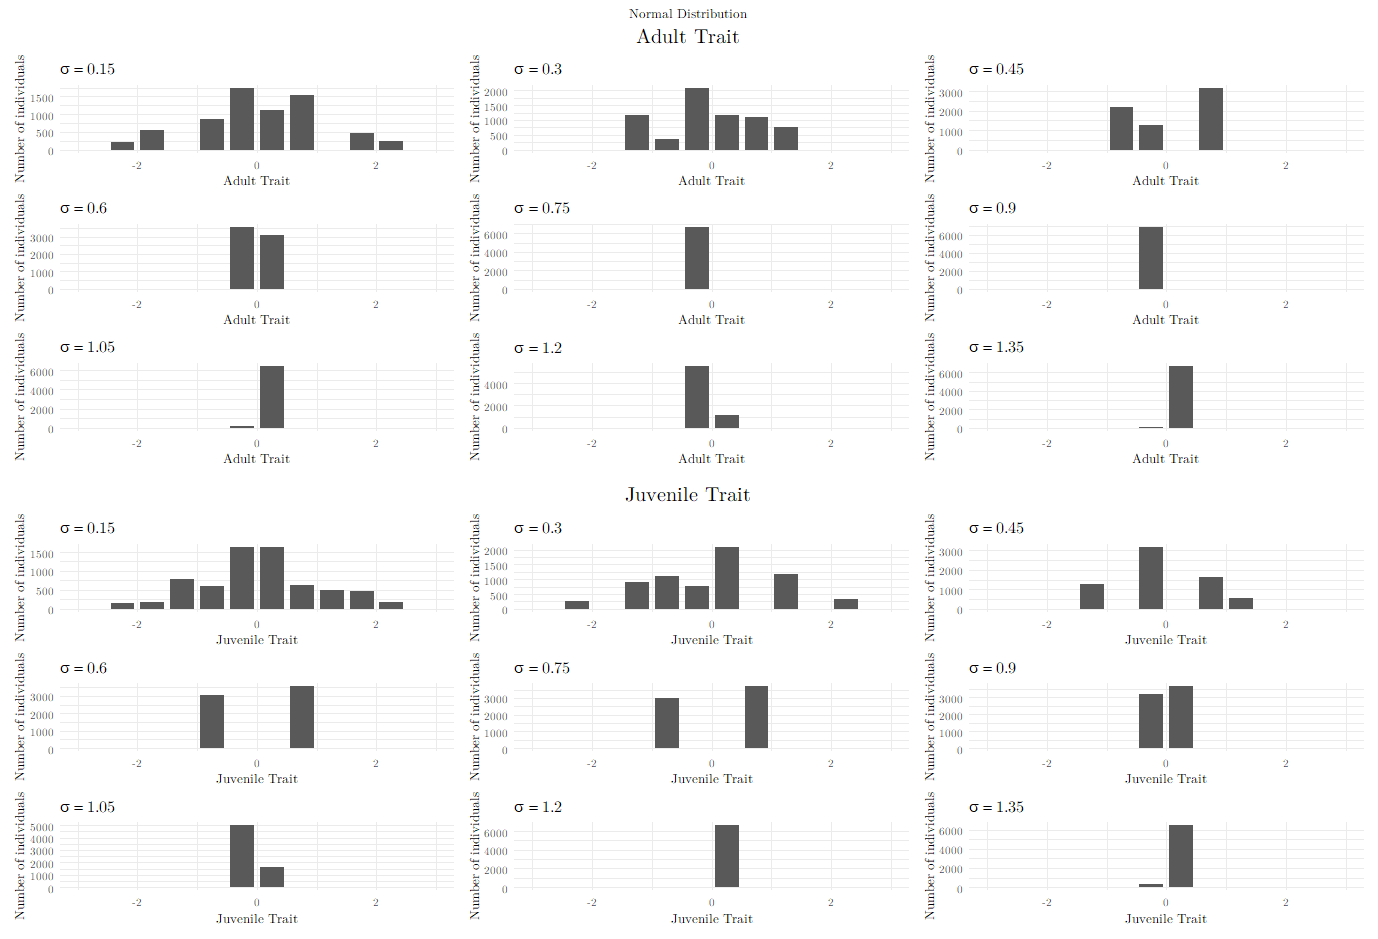 Normal Distribution
Adult Trait
σ = 0.15
Number of individuals
1500
1000
500
0
-2 0 2
Adult Trait
σ = 0.3
Number of individuals
2000
1500
1000
500
0
-2 0 2
Adult Trait
σ = 0.45
Number of individuals
3000
2000
1000
0
-2 0 2
Adult Trait
σ = 0.6
Number of individuals
3000
2000
1000
0
-2 0 2
Adult Trait
σ = 0.75
Number of individuals
6000
4000
2000
0
-2 0 2
Adult Trait
σ = 0.9
Number of individuals
6000
4000
2000
0
-2 0 2
Adult Trait
σ = 1.05
Number of individuals
6000
4000
2000
0
-2 0 2
Adult Trait
σ = 1.2
Number of individuals
4000
2000
0
-2 0 2
Adult Trait
σ = 1.35
Number of individuals
6000
4000
2000
0
-2 0 2
Adult Trait
Juvenile Trait
σ = 0.15
Number of individuals
1500
1000
500
0
-2 0 2
Juvenile Trait
σ = 0.3
Number of individuals
2000
1500
1000
500
0
-2 0 2
Juvenile Trait
σ = 0.45
Number of individuals
3000
2000
1000
0
-2 0 2
Juvenile Trait
σ = 0.6
Number of individuals
3000
2000
1000
0
-2 0 2
Juvenile Trait
σ = 0.75
Number of individuals
3000
2000
1000
0
-2 0 2
Juvenile Trait
σ = 0.9
Number of individuals
3000
2000
1000
0
-2 0 2
Juvenile Trait
σ = 1.05
Number of individuals
5000
4000
3000
2000
1000
0
-2 0 2
Juvenile Trait
σ = 1.2
Number of individuals
6000
4000
2000
0
-2 0 2
Juvenile Trait
σ = 1.35
Number of individuals
6000
4000
2000
0
-2 0 2
Juvenile Trait